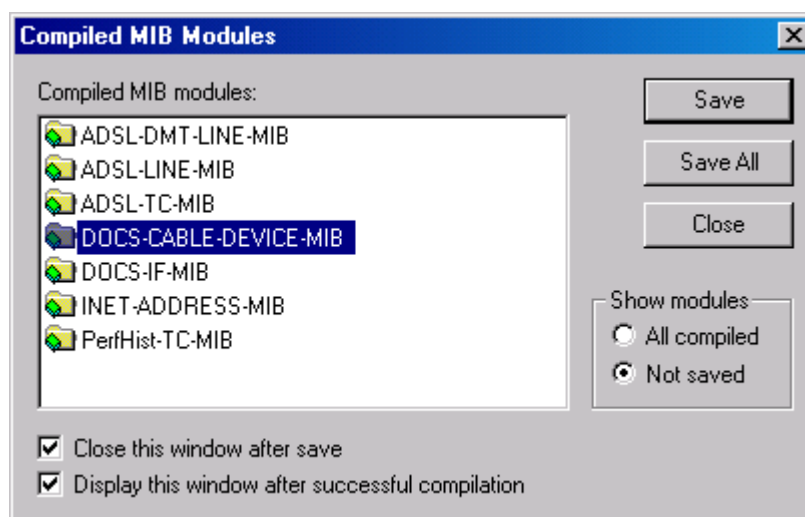 Compiled MIB Modules
Compiled MIB modules:
ADSL-DMT-LINE-MIB
ADSL-LINE-MIB
ADSL-TC-MIB
DOCS-CABLE-DEVICE-MIB
DOCS-IF-MIB
INET-ADDRESS-MIB
PerfHist-TC-MIB
Save
Save All
Close
Show modules
All compiled
Not saved
Close this window after save
Display this window after successful compilation